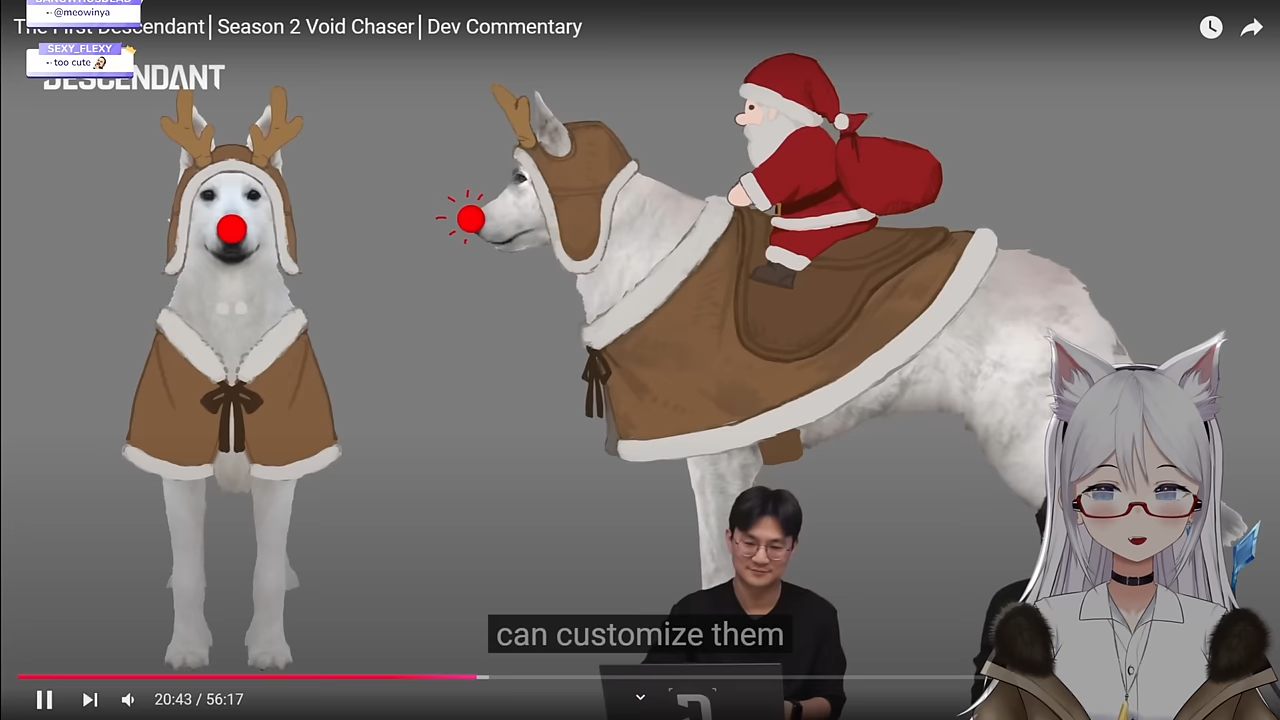 @meowinya
The First Descendant | Season 2 Void Chaser | Dev Commentary
SEXY_FLEXY
too cute
DESCENDANT
can customize them
20:43 / 56:17